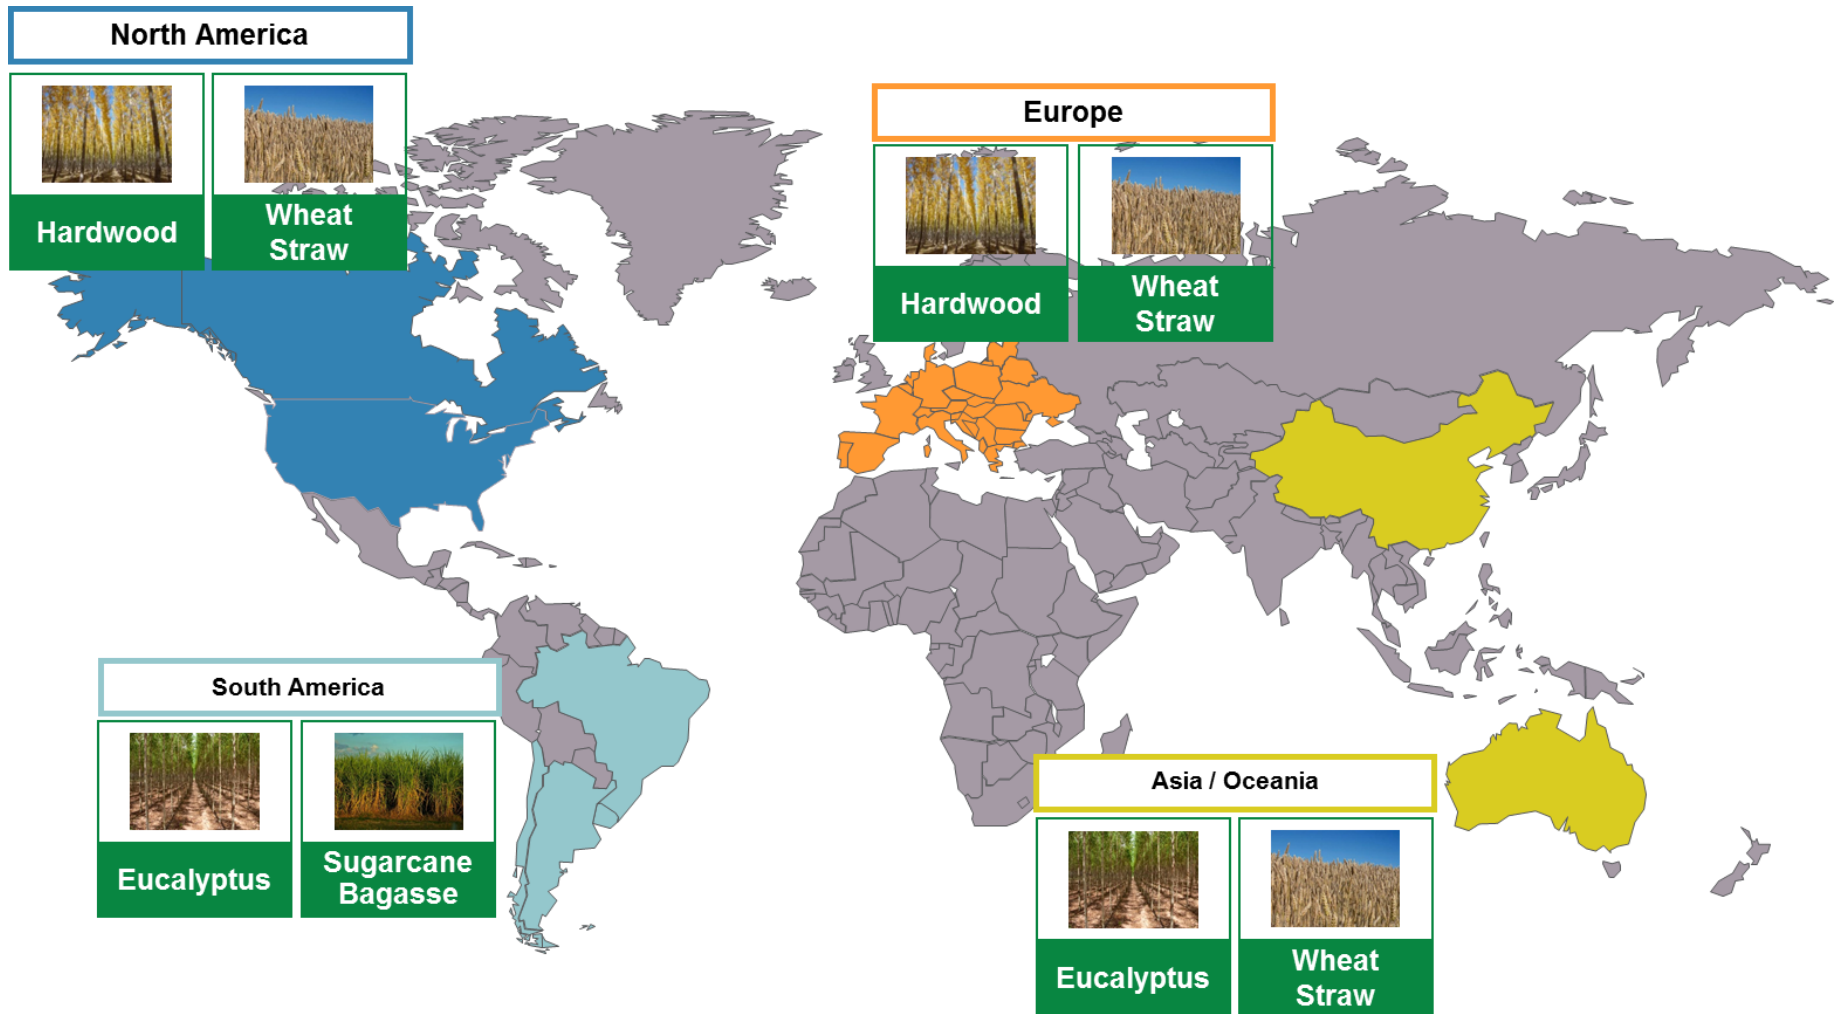 North America
Hardwood
Wheat
Straw
Europe
Hardwood
Wheat
Straw
South America
Eucalyptus
Sugarcane
Bagasse
Asia / Oceania
Eucalyptus
Wheat
Straw